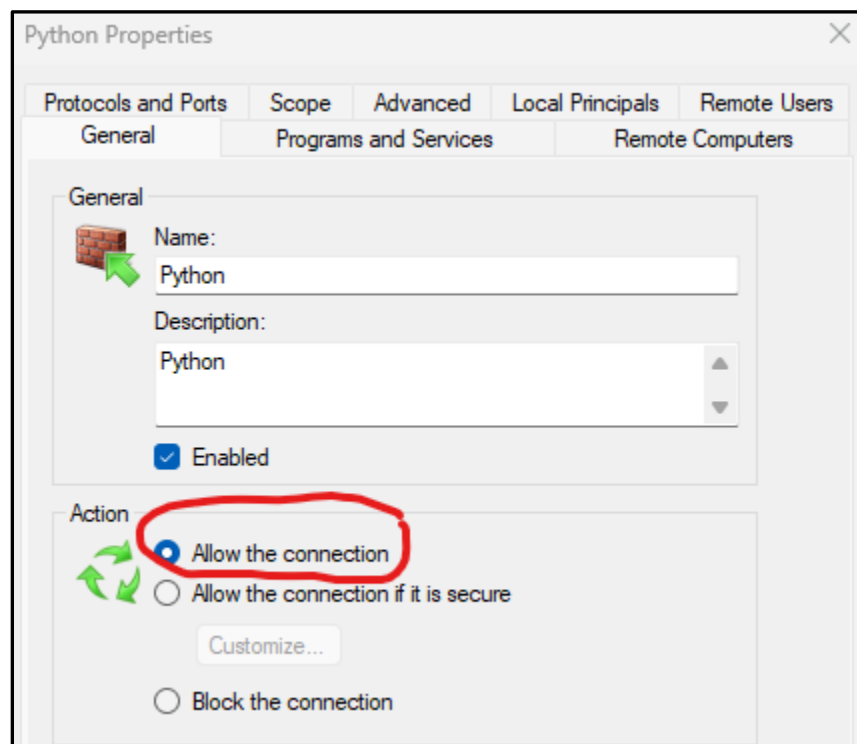 Python Properties
Protocols and Ports Scope Advanced Local Principals Remote Users
General Programs and Services Remote Computers
General
Name:
Python
Description:
Python
Enabled
Action
Allow the connection
Allow the connection if it is secure
Customize...
Block the connection